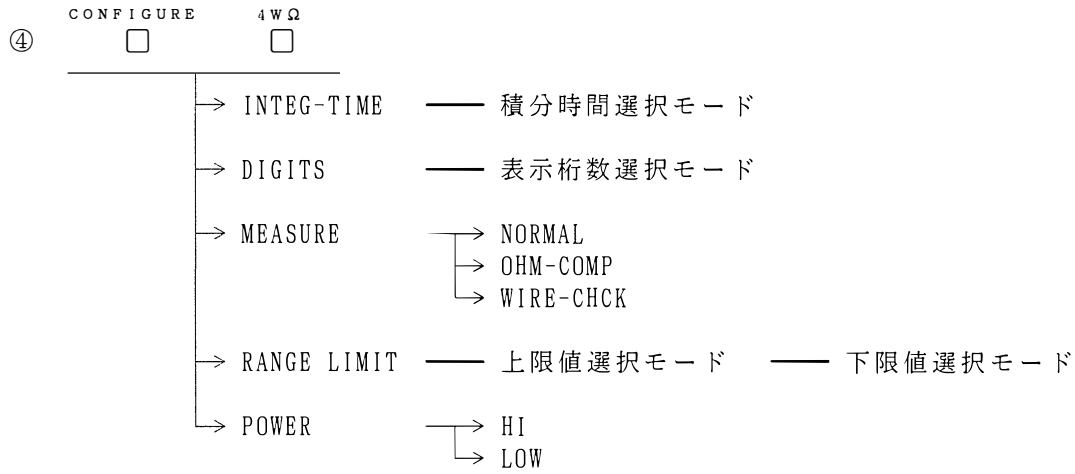 CONFIGURE 4WΩ
④
INTEG-TIME 積分時間選択モード
DIGITS 表示桁数選択モード
MEASURE NORMAL
OHM-COMP
WIRE-CHCK
RANGE LIMIT 上限値選択モード 下限値選択モード
POWER HI
LOW